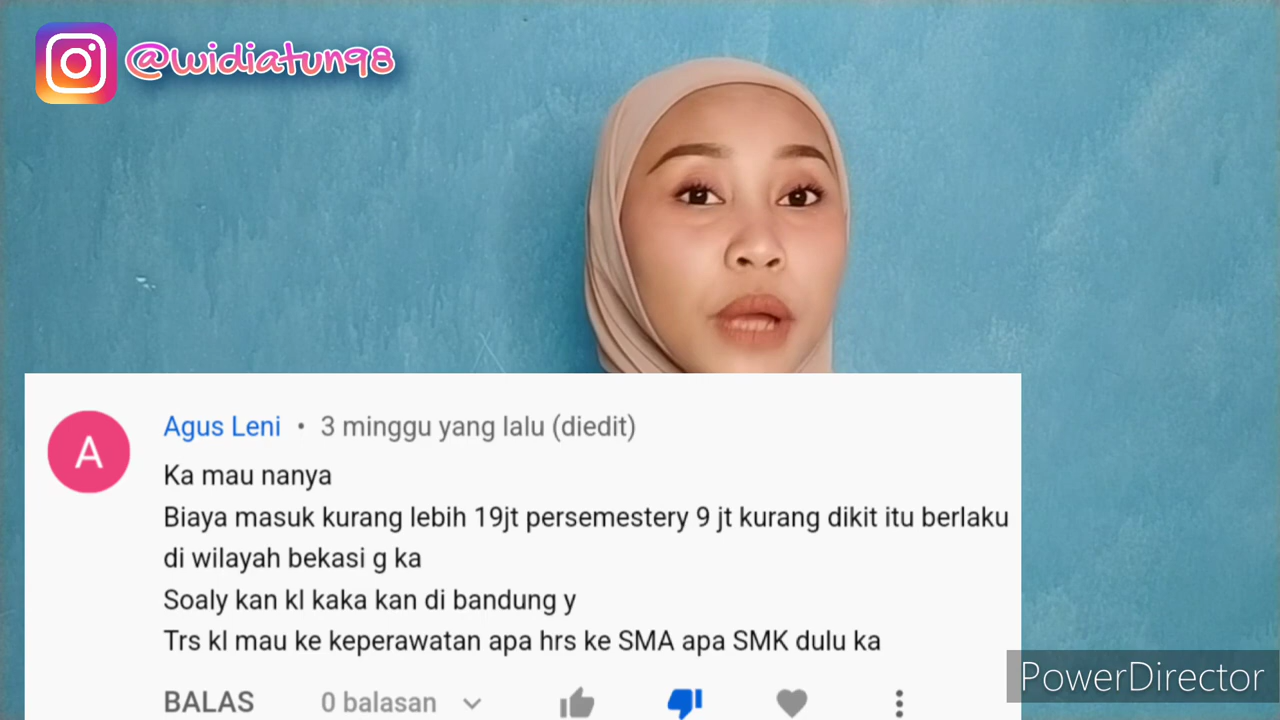 @widiatun98
A
Agus Leni • 3 minggu yang lalu (diedit)
Ka mau nanya
Biaya masuk kurang lebih 19jt persemestery 9 jt kurang dikit itu berlaku
di wilayah bekasi g ka
Soaly kan kl kaka kan di bandung y
Trs kl mau ke keperawatan apa hrs ke SMA apa SMK dulu ka
BALAS 0 balasan
PowerDirector